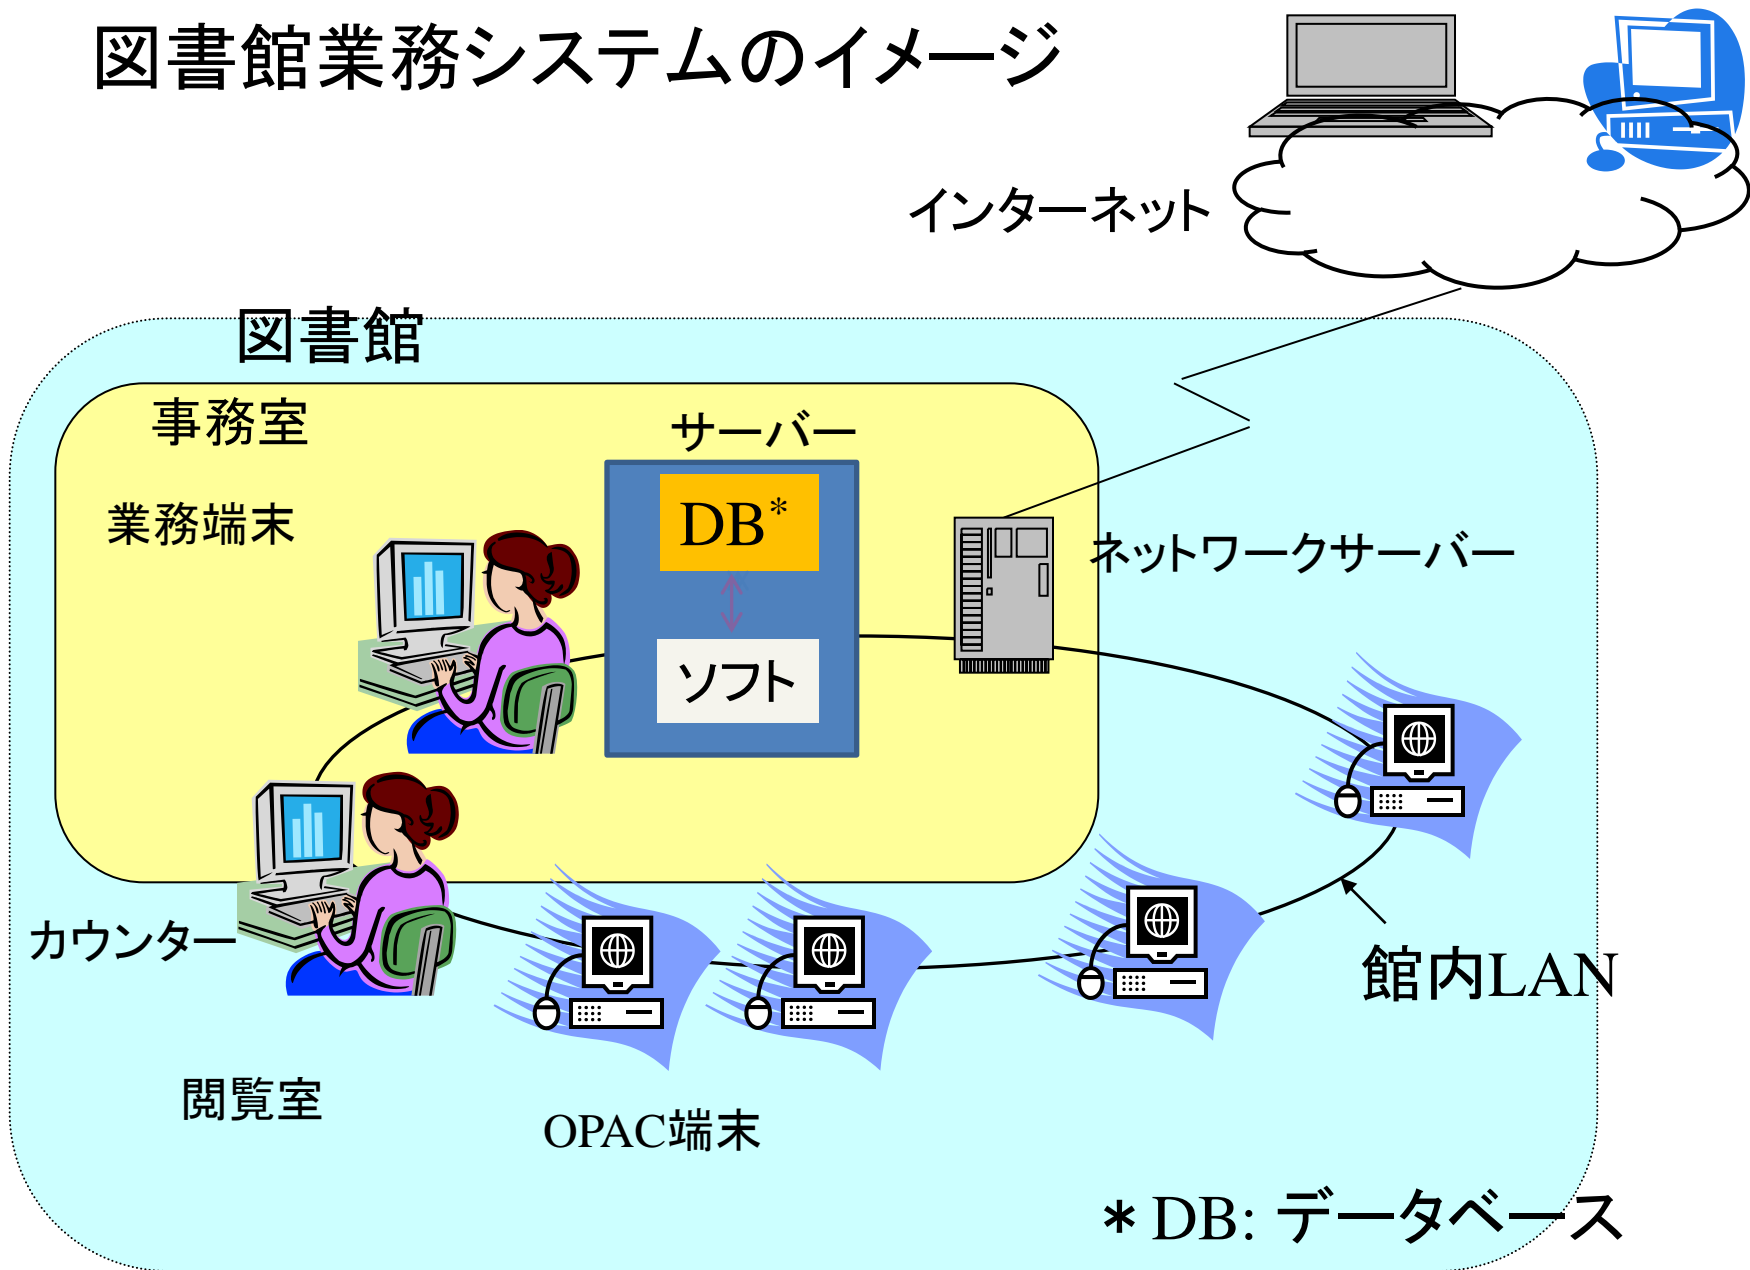 図書館業務システムのイメージ
インターネット
図書館
事務室
サーバー
業務端末
DB*
ネットワークサーバー
ソフト
カウンター
館内LAN
閲覧室
OPAC端末
＊DB: データベース